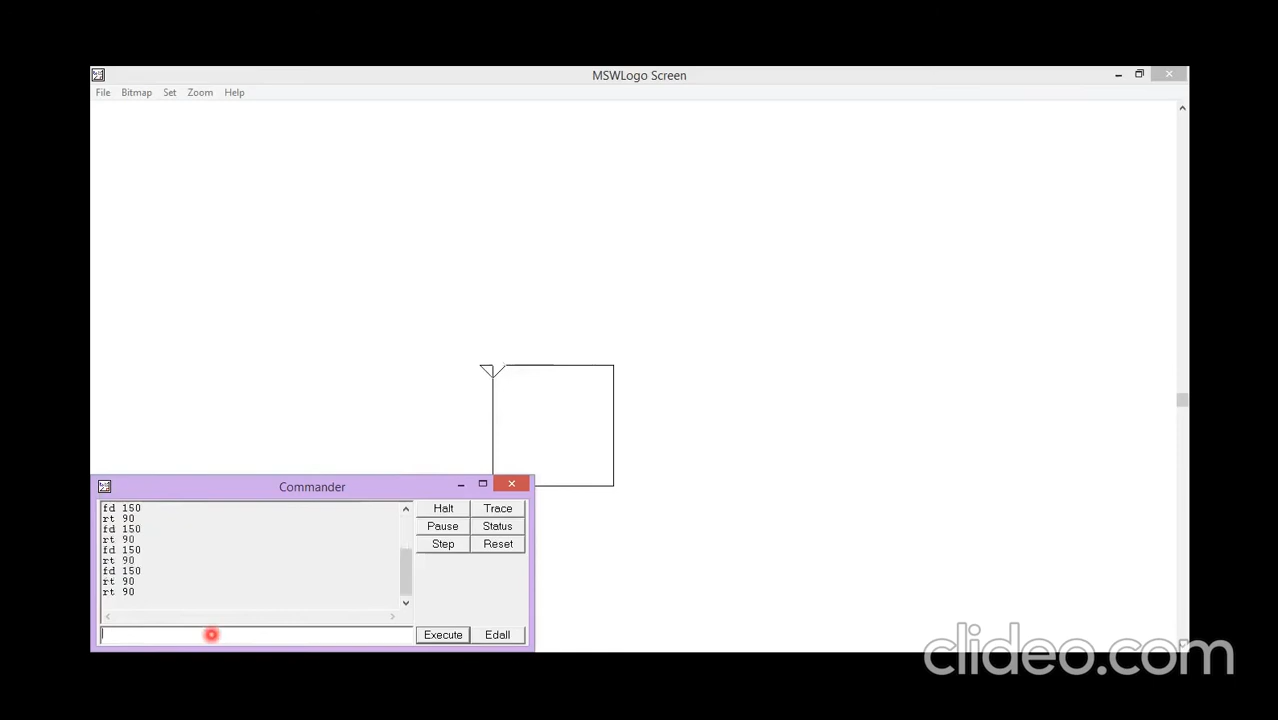 MSWLogo Screen
File Bitmap Set Zoom Help
Commander
fd 150
rt 90
fd 150
rt 90
fd 150
rt 90
fd 150
rt 90
rt 90
Halt Trace
Pause Status
Step Reset
Execute Edall
clideo.com